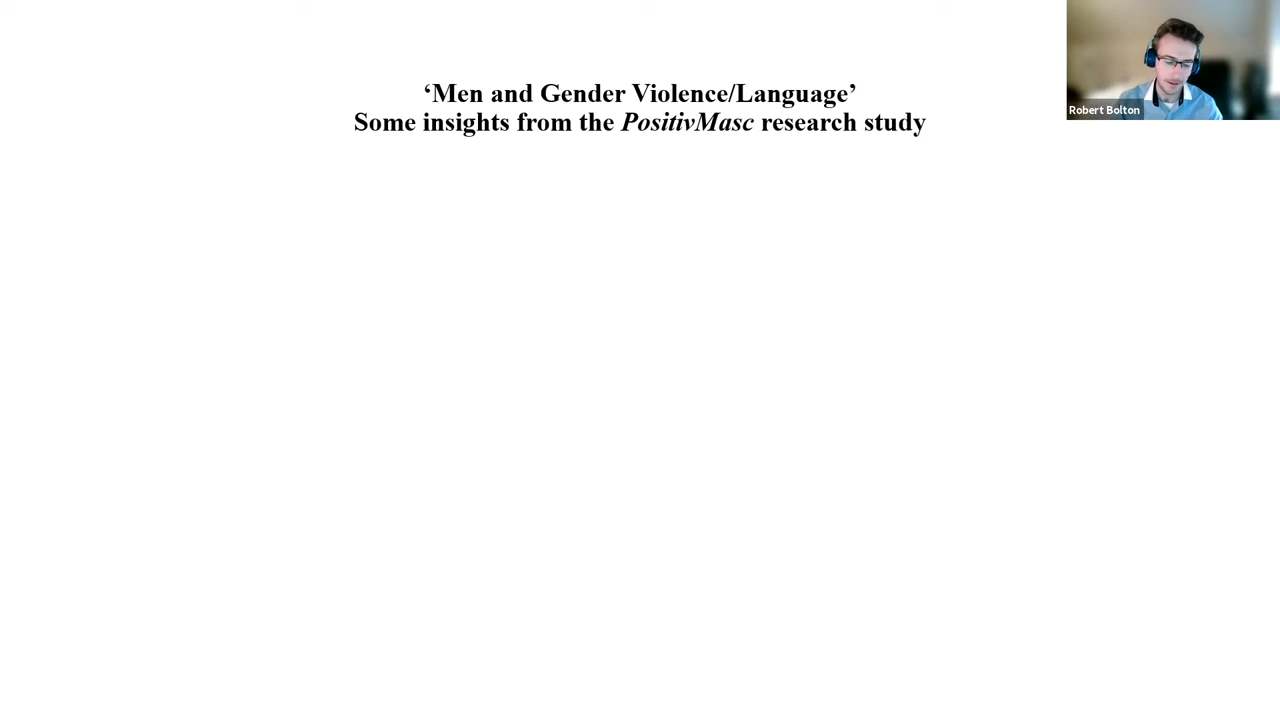 ‘Men and Gender Violence/Language’
Some insights from the PositivMasc research study
Robert Bolton